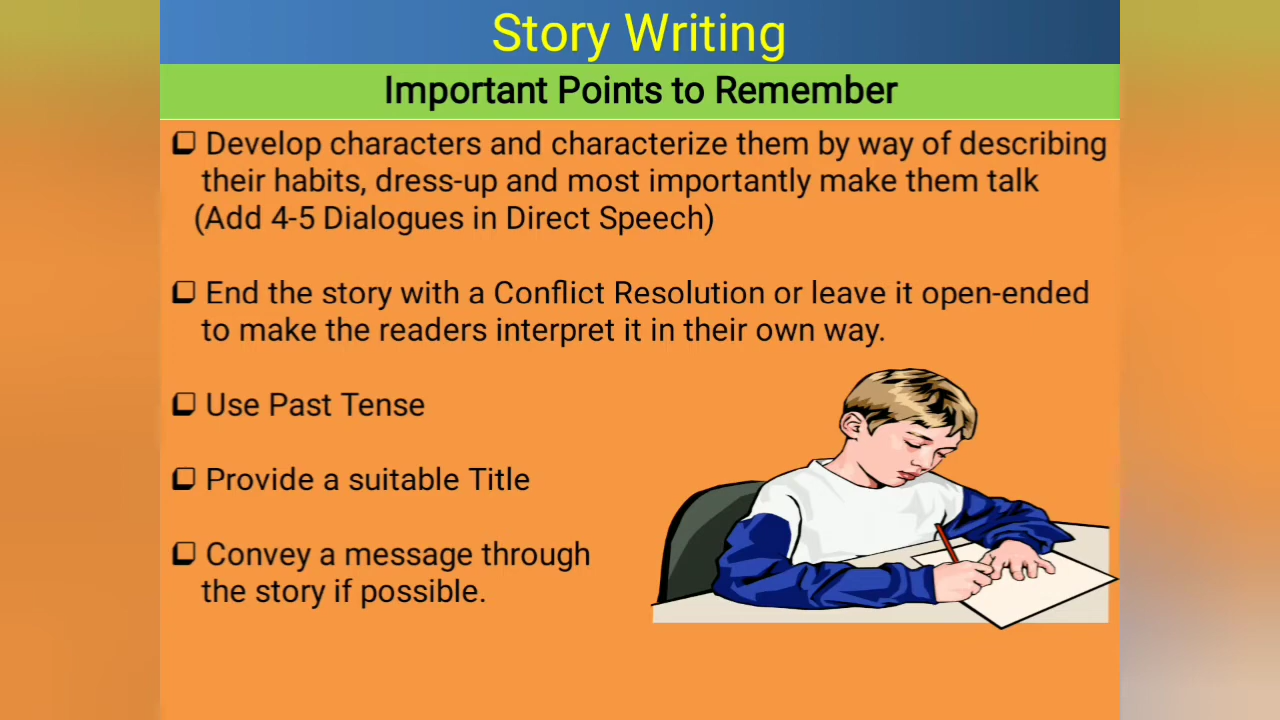 Story Writing
Important Points to Remember
❑ Develop characters and characterize them by way of describing
their habits, dress-up and most importantly make them talk
(Add 4-5 Dialogues in Direct Speech)
❑ End the story with a Conflict Resolution or leave it open-ended
to make the readers interpret it in their own way.
❑ Use Past Tense
❑ Provide a suitable Title
❑ Convey a message through
the story if possible.